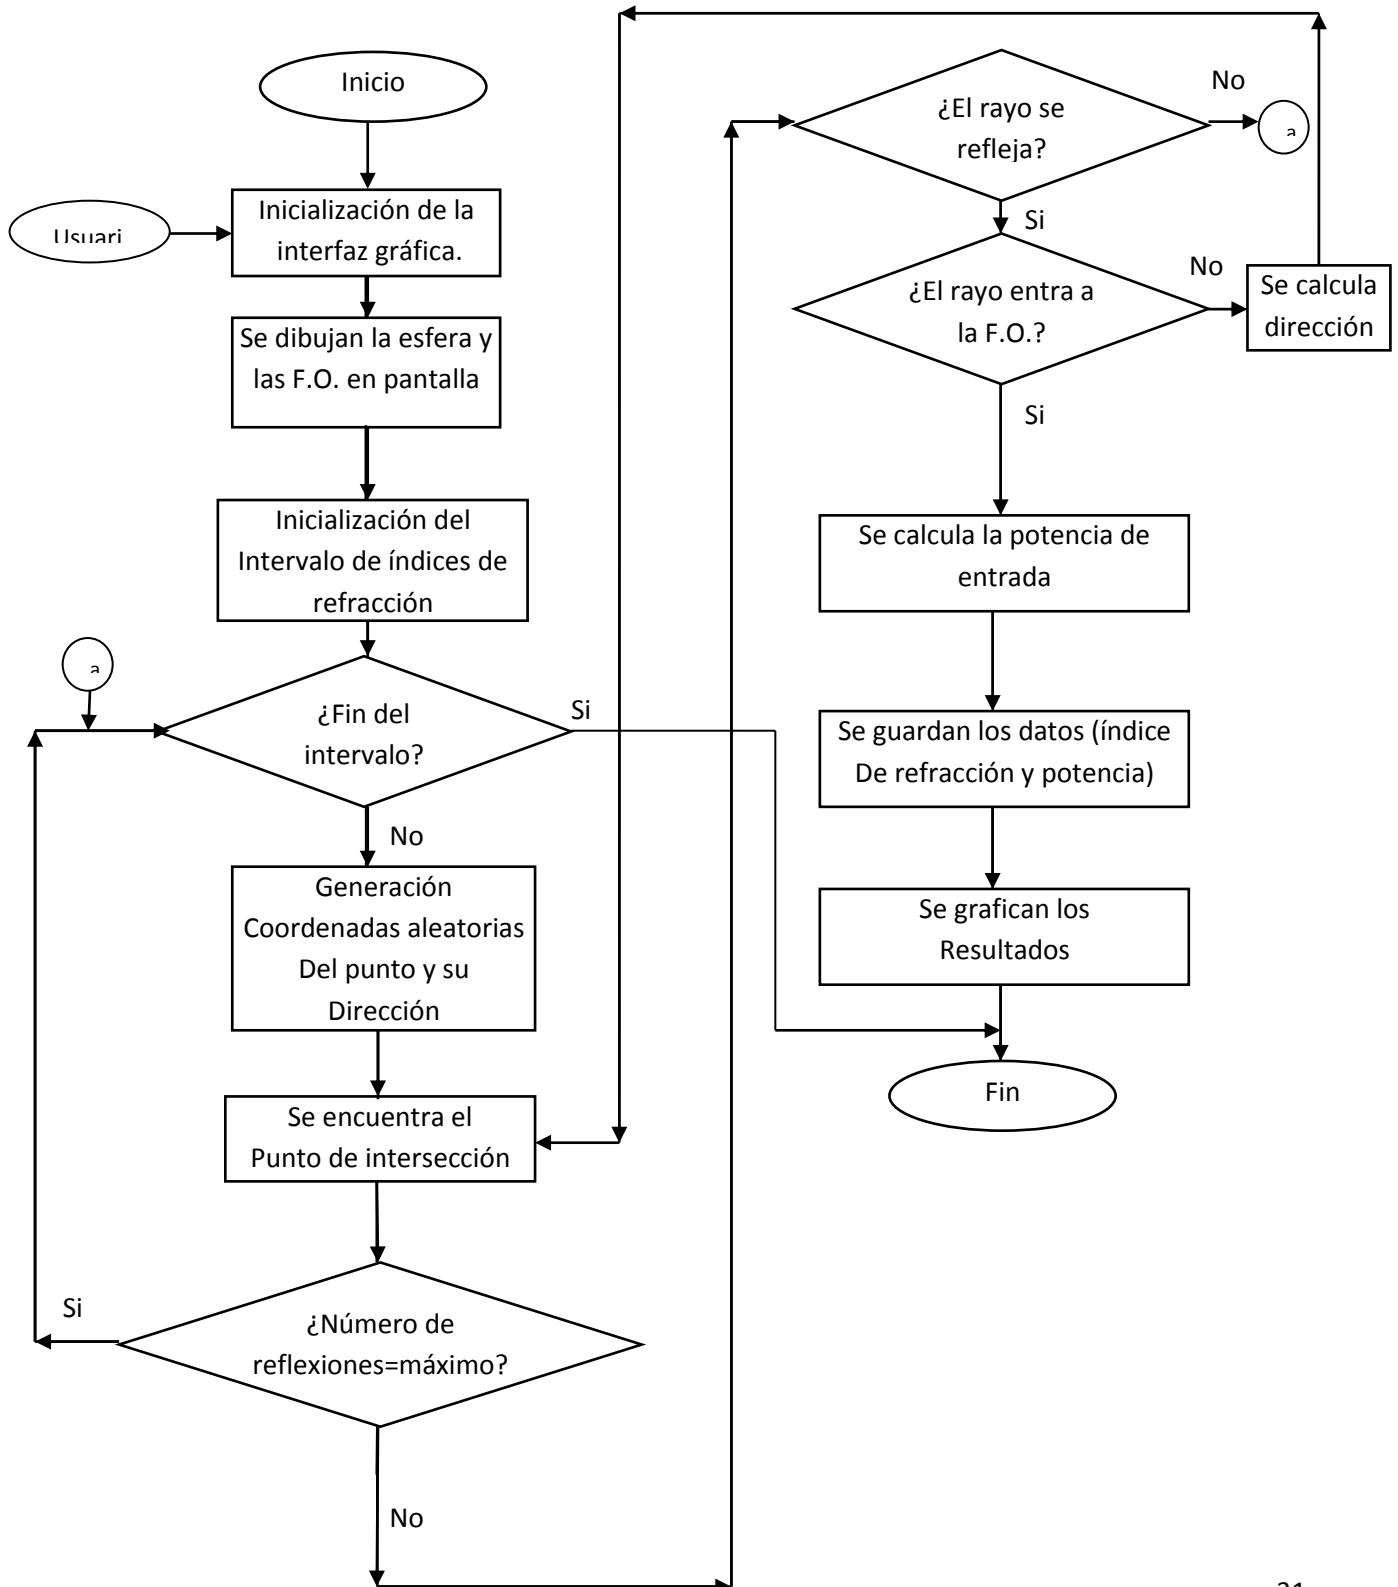 Inicio
Usuari
Inicialización de la
interfaz gráfica.
Se dibujan la esfera y
las F.O. en pantalla
Inicialización del
Intervalo de índices de
refracción
a
¿Fin del
intervalo?
Si
No
Generación
Coordenadas aleatorias
Del punto y su
Dirección
Se encuentra el
Punto de intersección
¿Número de
reflexiones=máximo?
Si
No
¿El rayo se
refleja?
No
a
Si
¿El rayo entra a
la F.O.?
No
Se calcula
dirección
Si
Se calcula la potencia de
entrada
Se guardan los datos (índice
De refracción y potencia)
Se grafican los
Resultados
Fin